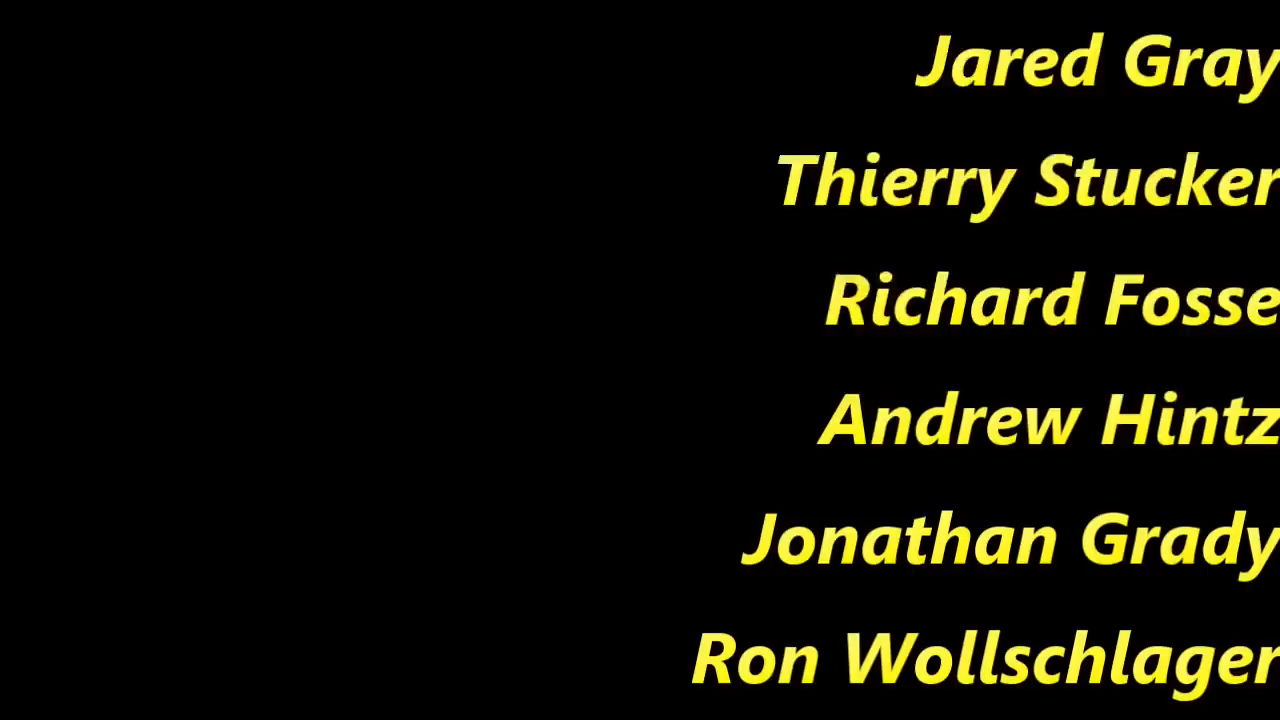 Jared Gray
Thierry Stucker
Richard Fosse
Andrew Hintz
Jonathan Grady
Ron Wollschlager